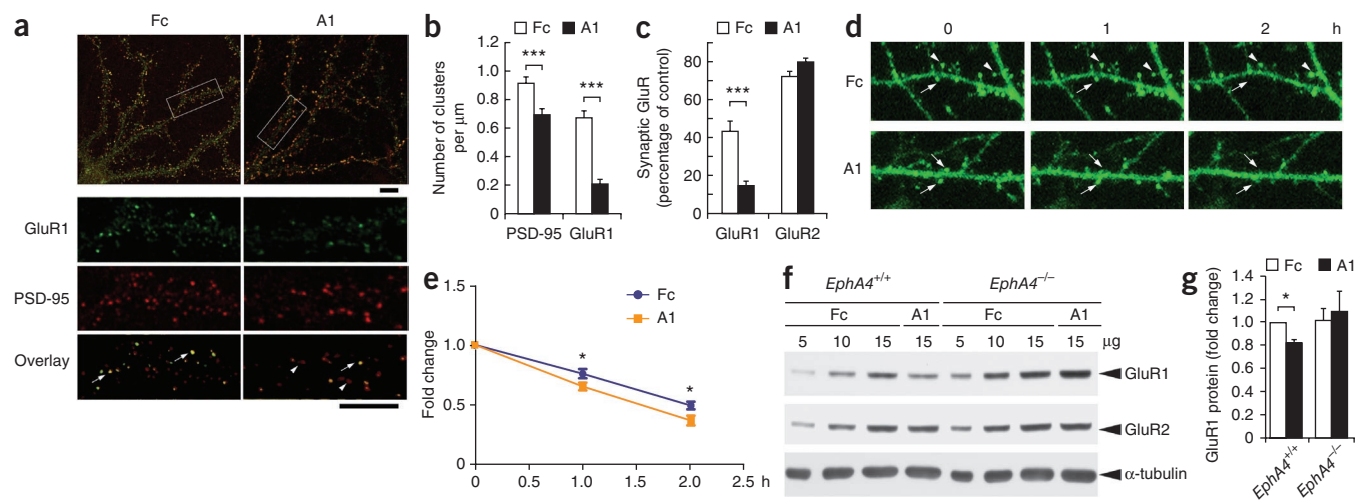 a
Fc A1
GluR1
PSD-95
Overlay
b
Fc A1
Number of clusters
per μm
1.2
1.0
0.8
0.6
0.4
0.2
0
***
***
PSD-95 GluR1
c
Fc A1
Synaptic GluR
(percentage of control)
80
60
40
20
0
***
GluR1 GluR2
d
0 1 2 h
Fc
A1
e
Fc
A1
Fold change
1.5
1.0
0.5
0
* *
0 0.5 1.0 1.5 2.0 2.5 h
f
EphA4+/+ EphA4–/–
Fc A1 Fc A1
5 10 15 15 5 10 15 15 μg
GluR1
GluR2
α-tubulin
g
Fc A1
GluR1 protein (fold change)
1.4
1.2
1.0
0.8
0.6
0.4
0.2
0
*
EphA4+/+ EphA4–/–